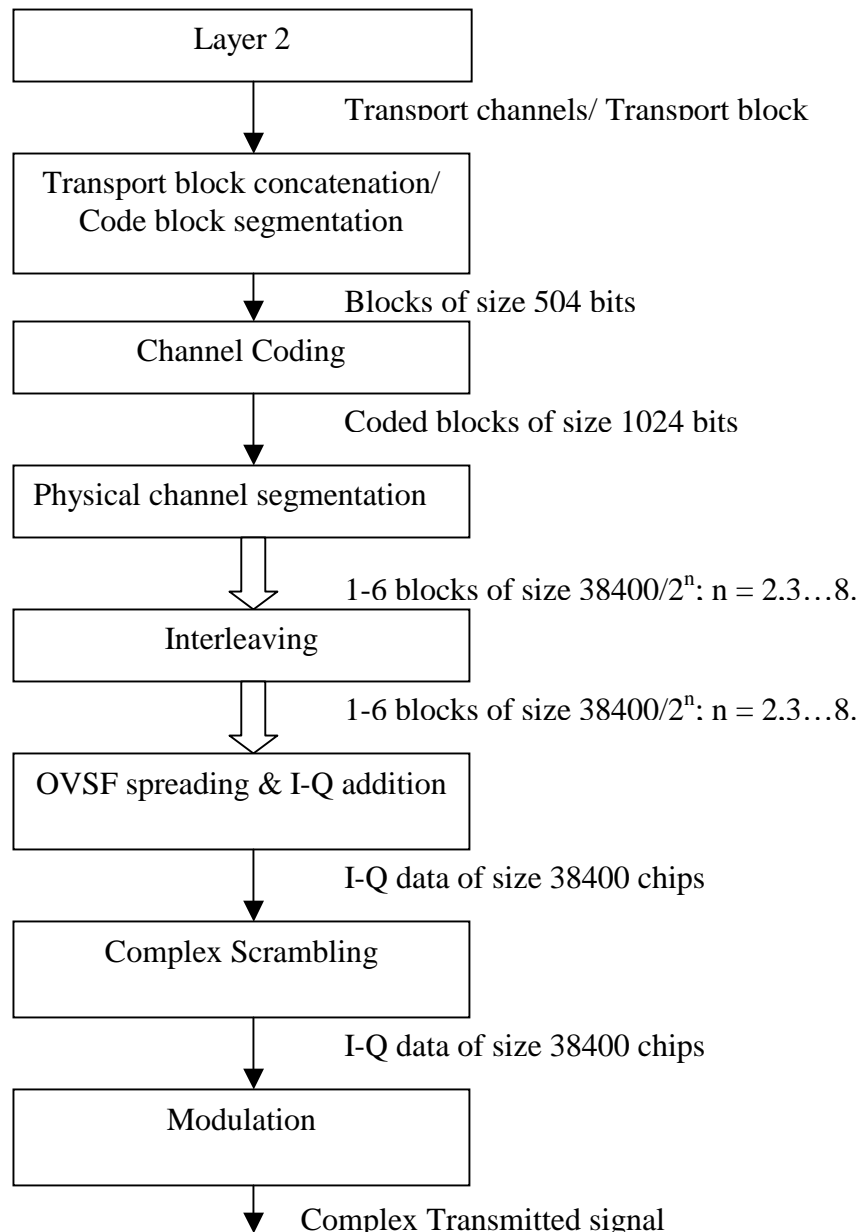 Layer 2
Transport channels/ Transport block
Transport block concatenation/
Code block segmentation
Blocks of size 504 bits
Channel Coding
Coded blocks of size 1024 bits
Physical channel segmentation
1-6 blocks of size 38400/2ⁿ; n = 2,3…8.
Interleaving
1-6 blocks of size 38400/2ⁿ; n = 2,3…8.
OVSF spreading & I-Q addition
I-Q data of size 38400 chips
Complex Scrambling
I-Q data of size 38400 chips
Modulation
Complex Transmitted signal